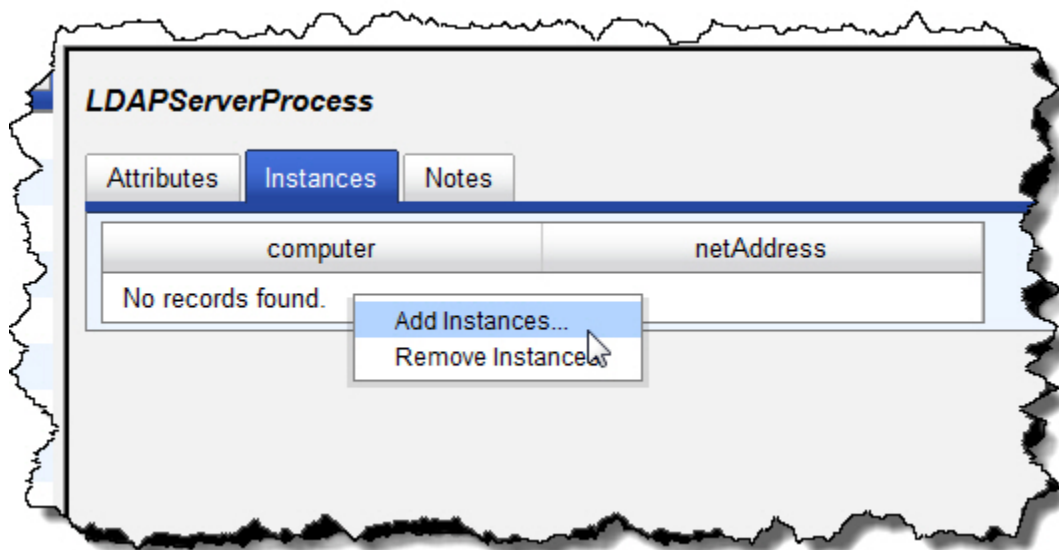 LDAPServerProcess
Attributes Instances Notes
computer netAddress
No records found.
Add Instances...
Remove Instances